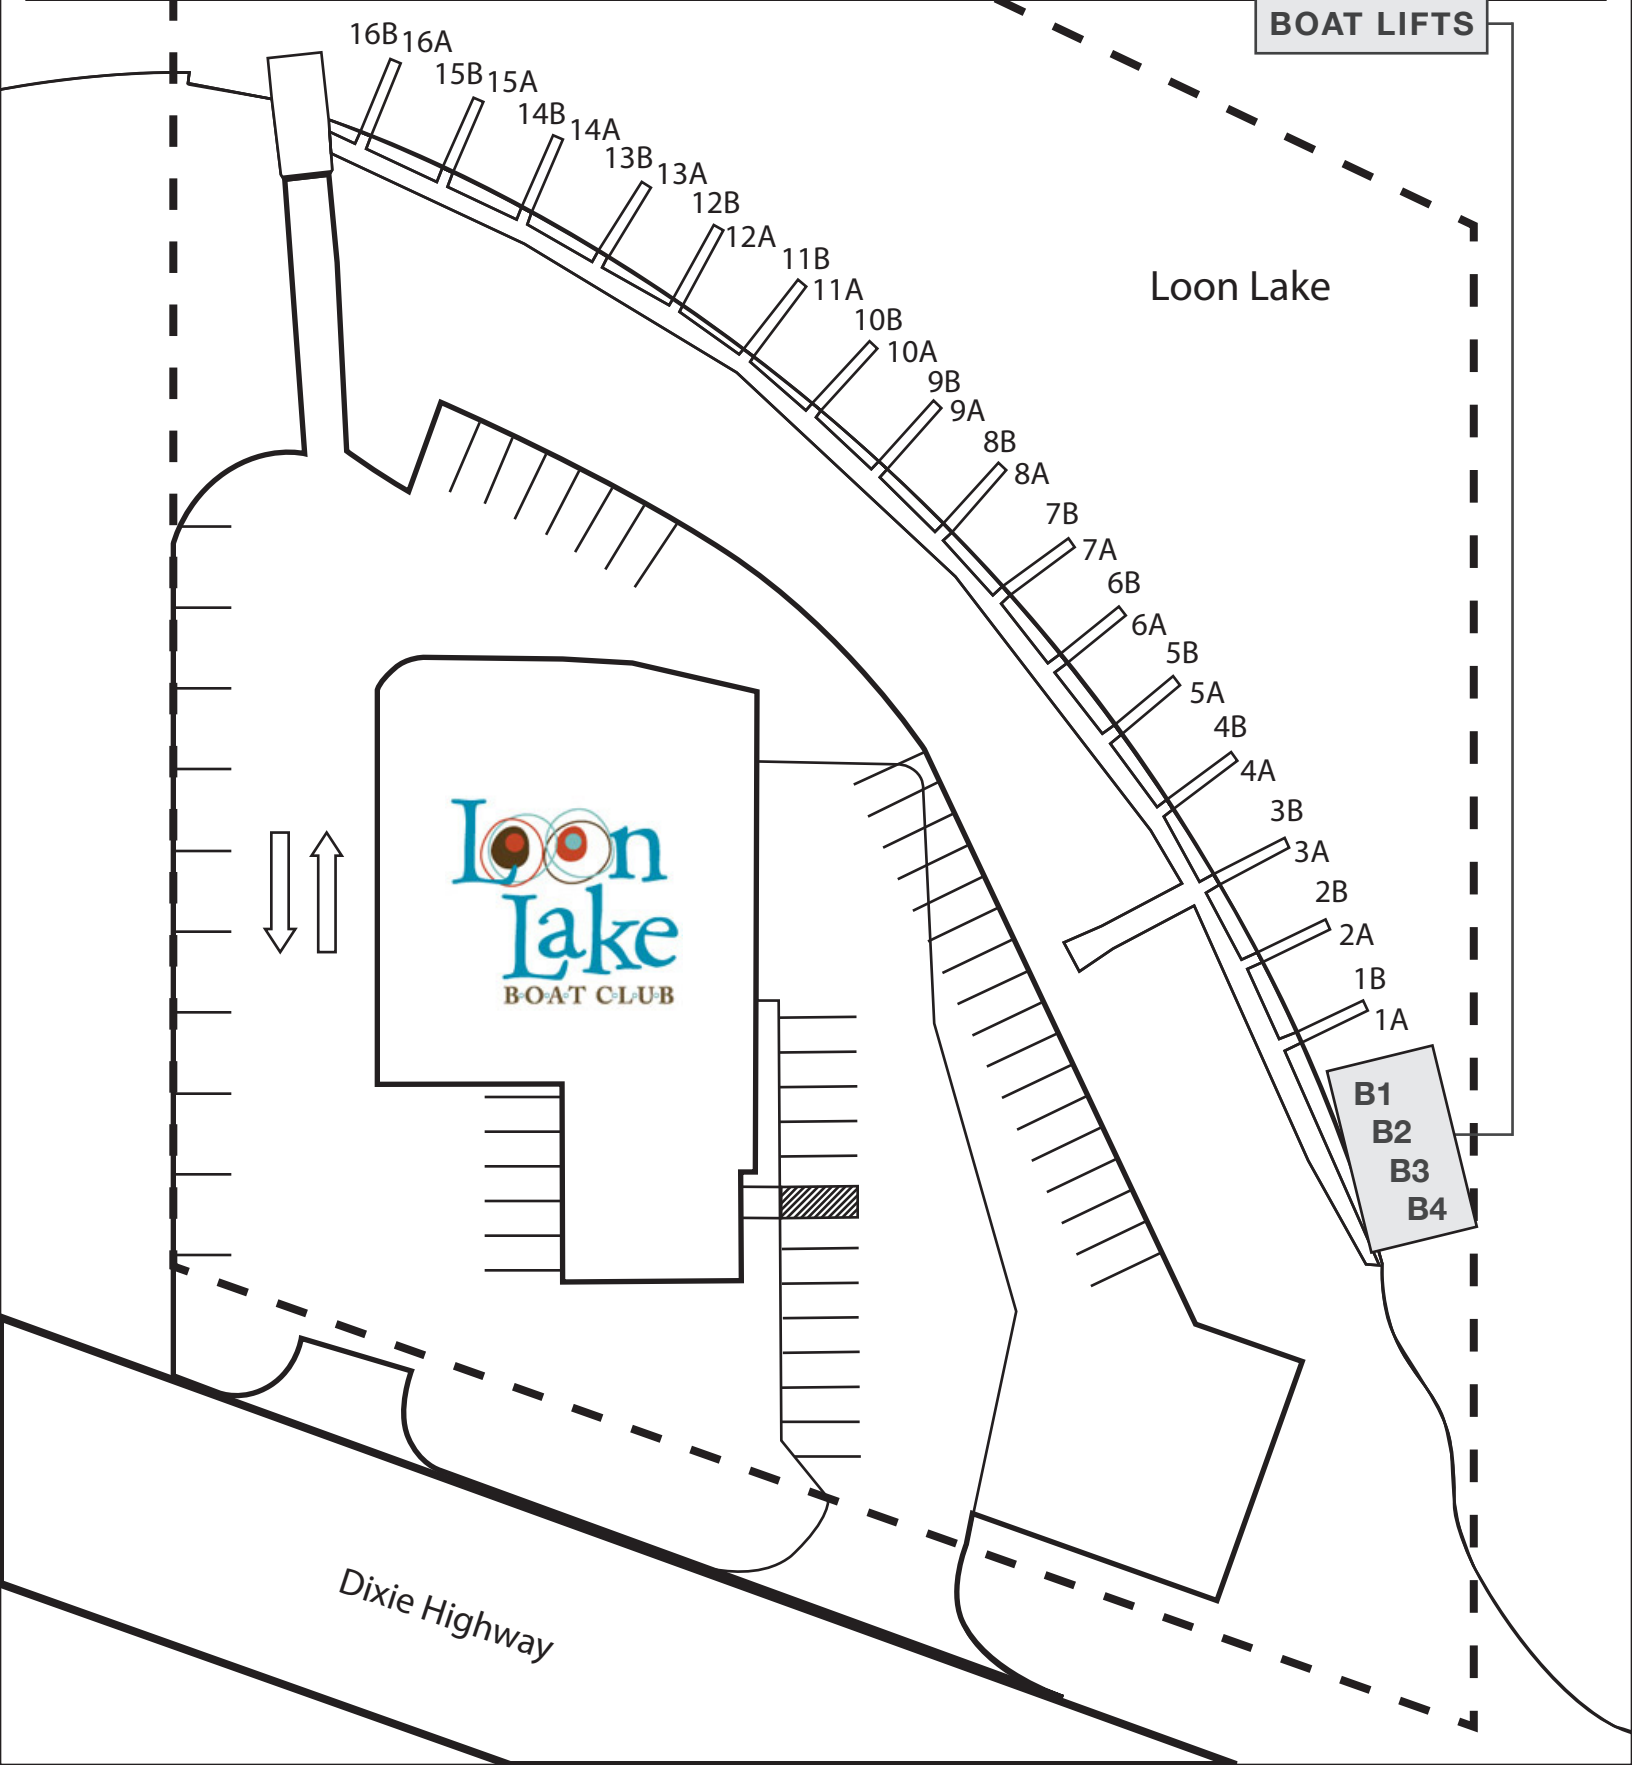 BOAT LIFTS
16B 16A
15B 15A
14B 14A
13B 13A
12B
12A
11B
11A
Loon Lake
10B
10A
9B
9A
8B
8A
7B
7A
6B
6A
5B
5A
4B
4A
3B
3A
2B
2A
1B
1A
B1
B2
B3
B4
Loon
Lake
BOAT CLUB
Dixie Highway